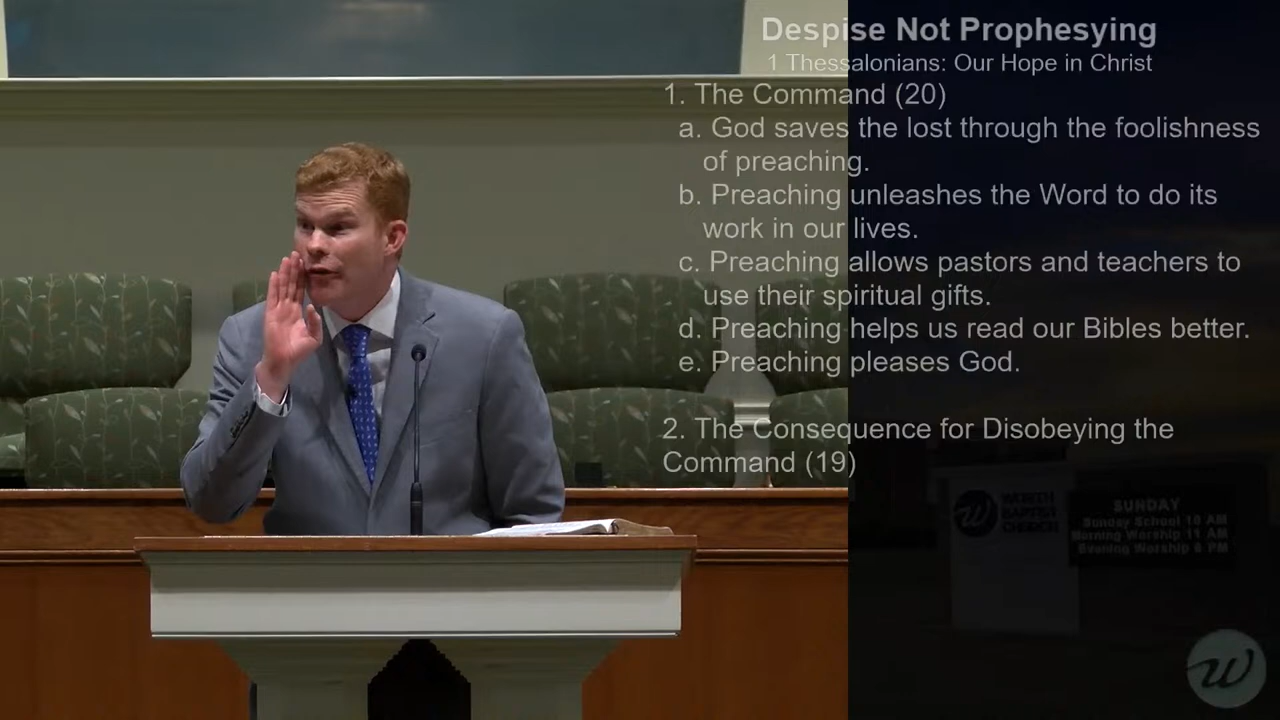 Despise Not Prophesying
1 Thessalonians: Our Hope in Christ
1. The Command (20)
a. God saves the lost through the foolishness
of preaching.
b. Preaching unleashes the Word to do its
work in our lives.
c. Preaching allows pastors and teachers to
use their spiritual gifts.
d. Preaching helps us read our Bibles better.
e. Preaching pleases God.
2. The Consequence for Disobeying the
Command (19)
W
WORTH
BAPTIST
CHURCH
SUNDAY
Sunday School 10 AM
Morning Worship 11 AM
Evening Worship 6 PM
W